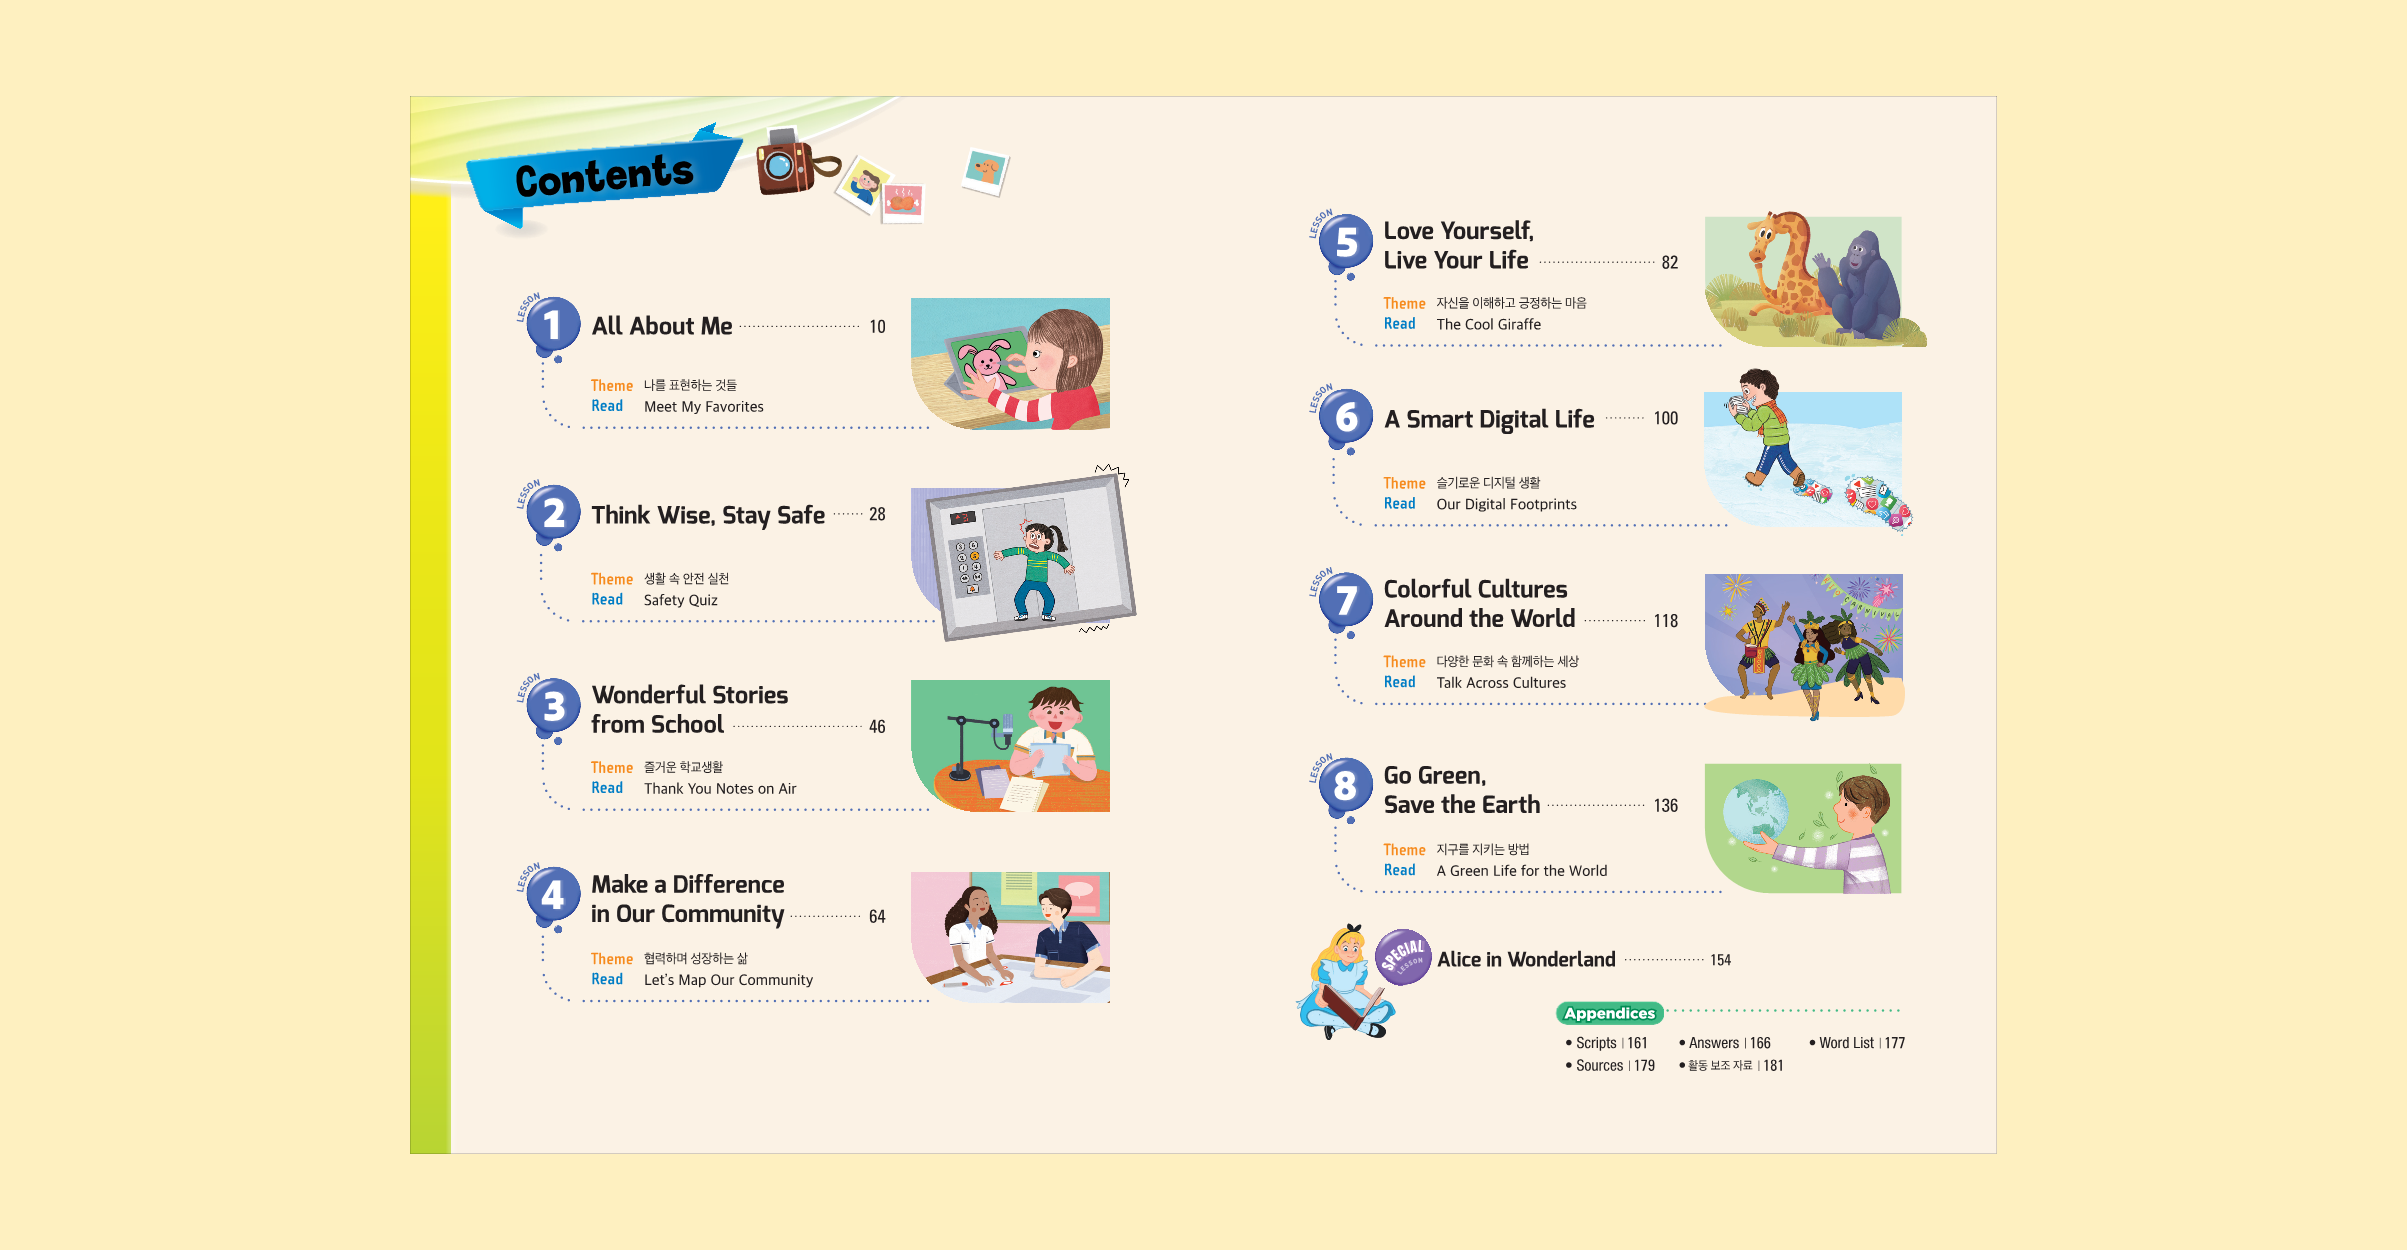 Contents
LESSON
1
All About Me 10
Theme 나를 표현하는 것들
Read Meet My Favorites
LESSON
2
Think Wise, Stay Safe 28
Theme 생활 속 안전 실천
Read Safety Quiz
LESSON
3
Wonderful Stories
from School 46
Theme 즐거운 학교생활
Read Thank You Notes on Air
LESSON
4
Make a Difference
in Our Community 64
Theme 협력하며 성장하는 삶
Read Let's Map Our Community
LESSON
5
Love Yourself,
Live Your Life 82
Theme 자신을 이해하고 긍정하는 마음
Read The Cool Giraffe
LESSON
6
A Smart Digital Life 100
Theme 슬기로운 디지털 생활
Read Our Digital Footprints
LESSON
7
Colorful Cultures
Around the World 118
Theme 다양한 문화 속 함께하는 세상
Read Talk Across Cultures
CARNIVAL
LESSON
8
Go Green,
Save the Earth 136
Theme 지구를 지키는 방법
Read A Green Life for the World
SPECIAL
LESSON
Alice in Wonderland 154
Appendices
• Scripts | 161 • Answers | 166 • Word List | 177
• Sources | 179 • 활동 보조 자료 | 181